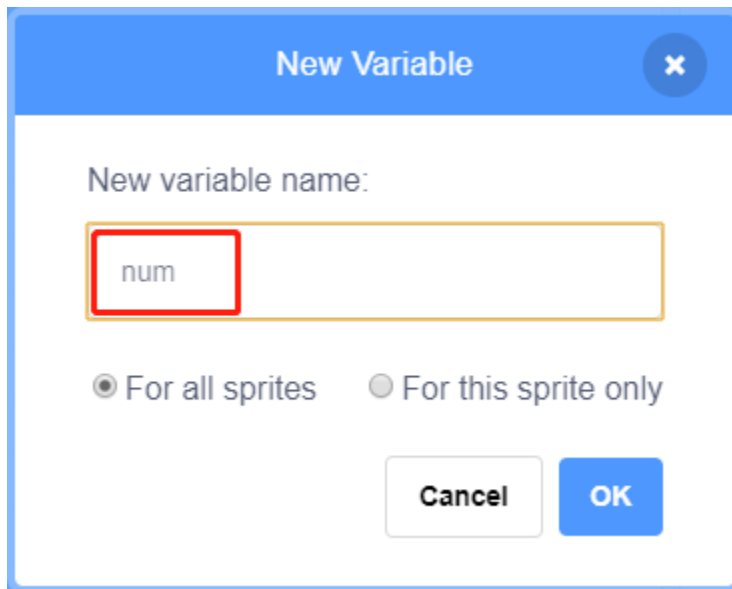 New Variable
New variable name:
num
For all sprites For this sprite only
Cancel OK